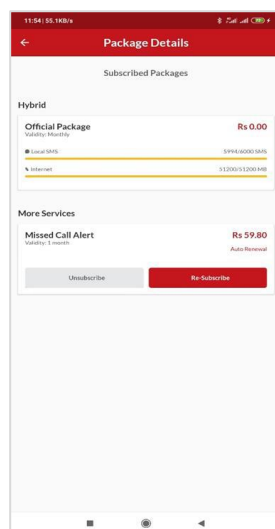 11:54 | 55.1KB/s
Package Details
Subscribed Packages
Hybrid
Official Package Rs 0.00
Validity: Monthly
Local SMS 5994/6000 SMS
Internet 51200/51200 MB
More Services
Missed Call Alert Rs 59.80
Validity: 1 month Auto Renewal
Unsubscribe Re-Subscribe